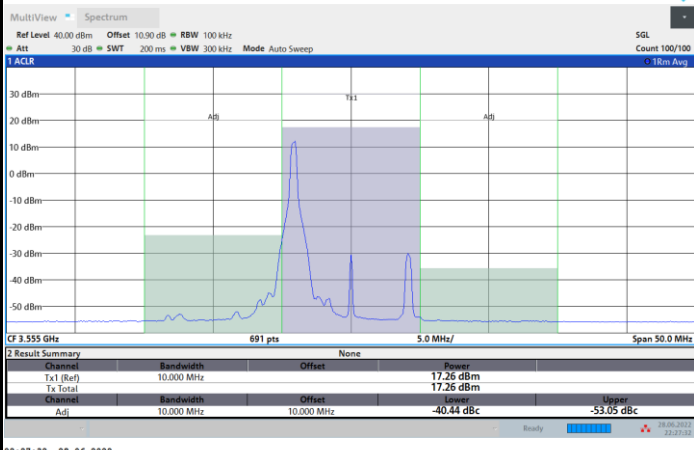 MultiView Spectrum
Ref Level 40.00 dBm Offset 10.90 dB RBW 100 kHz SGL
Att 30 dB SWT 200 ms VBW 300 kHz Mode Auto Sweep Count 100/100
1 ACLR 1Rm Avg
30 dBm
Tx1
20 dBm
Adj Adj
10 dBm
0 dBm
-10 dBm
-20 dBm
-30 dBm
-40 dBm
-50 dBm
CF 3.555 GHz 691 pts 5.0 MHz/ Span 50.0 MHz
2 Result Summary None
Channel Bandwidth Offset Power
Tx1 (Ref) 10.000 MHz 17.26 dBm
Tx Total 17.26 dBm
Channel Bandwidth Offset Lower Upper
Adj 10.000 MHz 10.000 MHz -40.44 dBc -53.05 dBc
Ready 28.06.2022
22:27:32